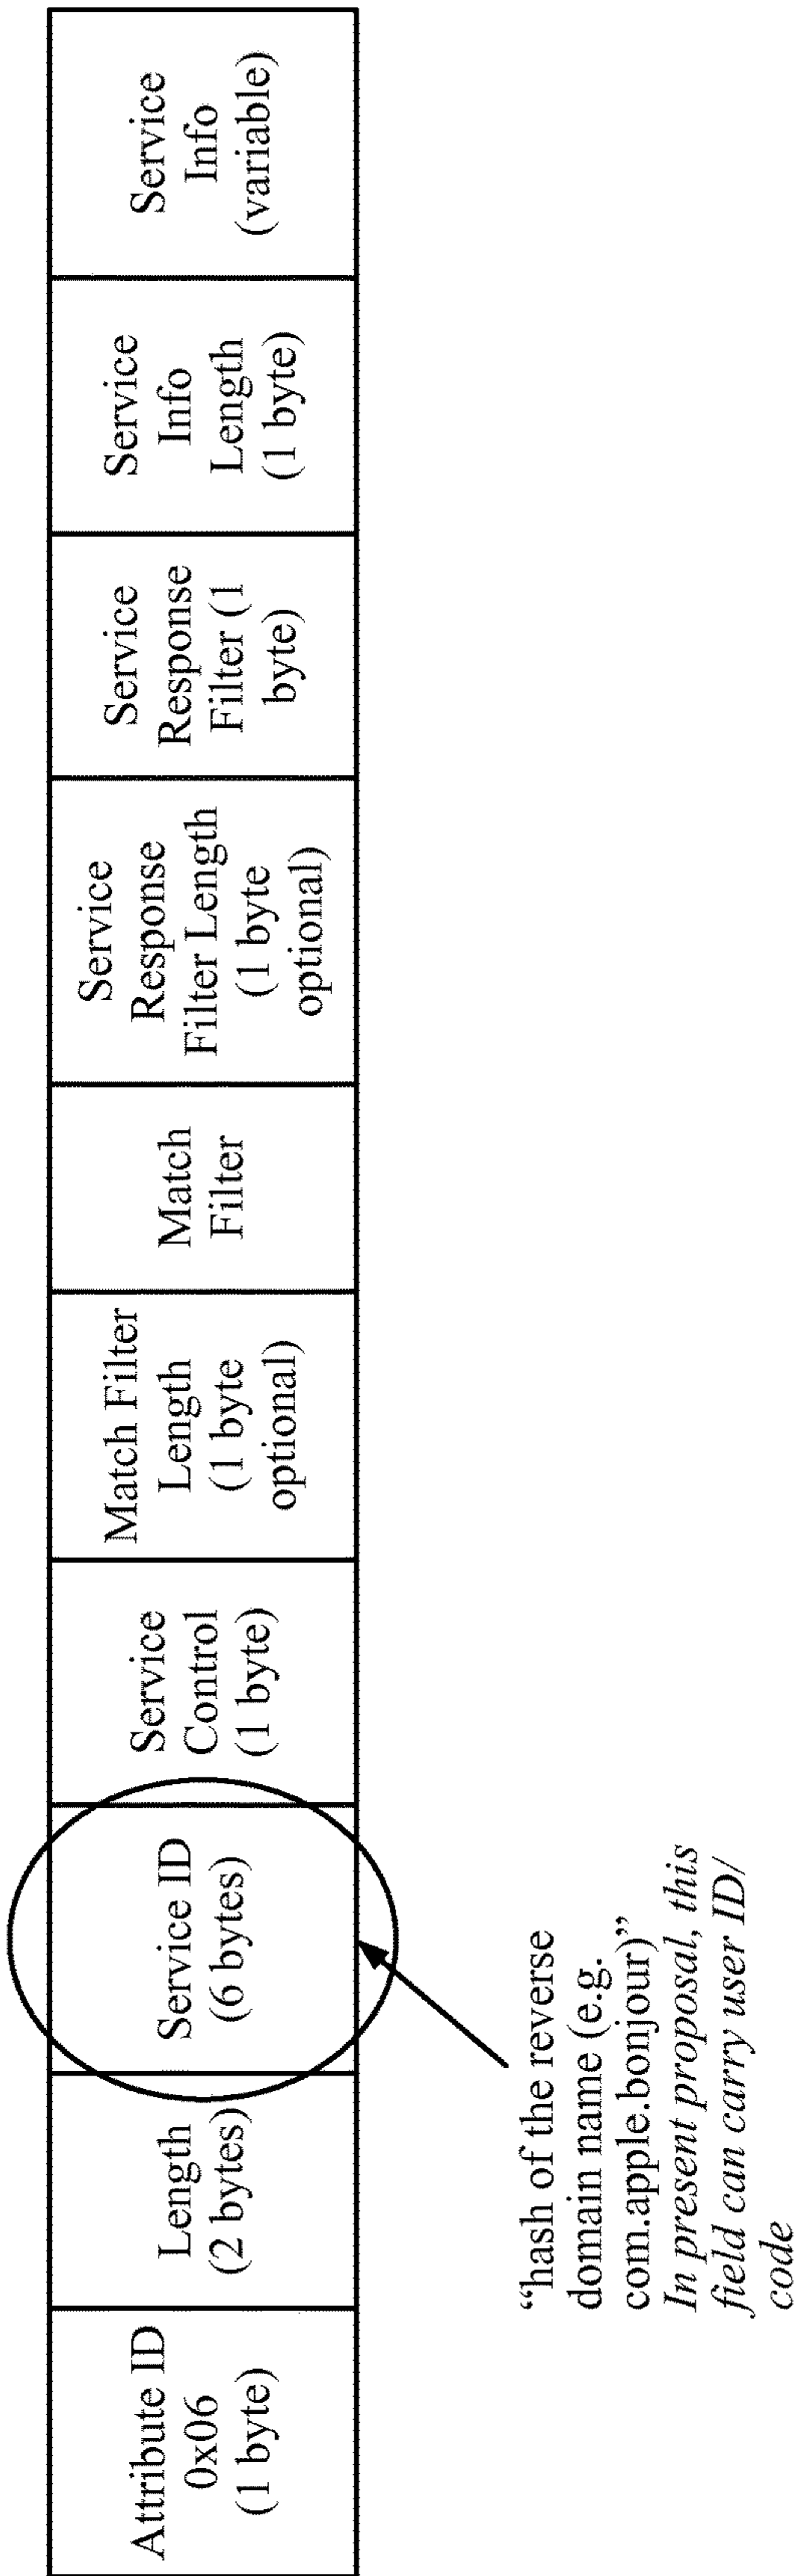 Attribute ID
0x06
(1 byte)
Length
(2 bytes)
Service ID
(6 bytes)
Service
Control
(1 byte)
Match Filter
Length
(1 byte
optional)
Match
Filter
Service
Response
Filter Length
(1 byte
optional)
Service
Response
Filter (1
byte)
Service
Info
Length
(1 byte)
Service
Info
(variable)
“hash of the reverse
domain name (e.g.
com.apple.bonjour)”
In present proposal, this
field can carry user ID/
code